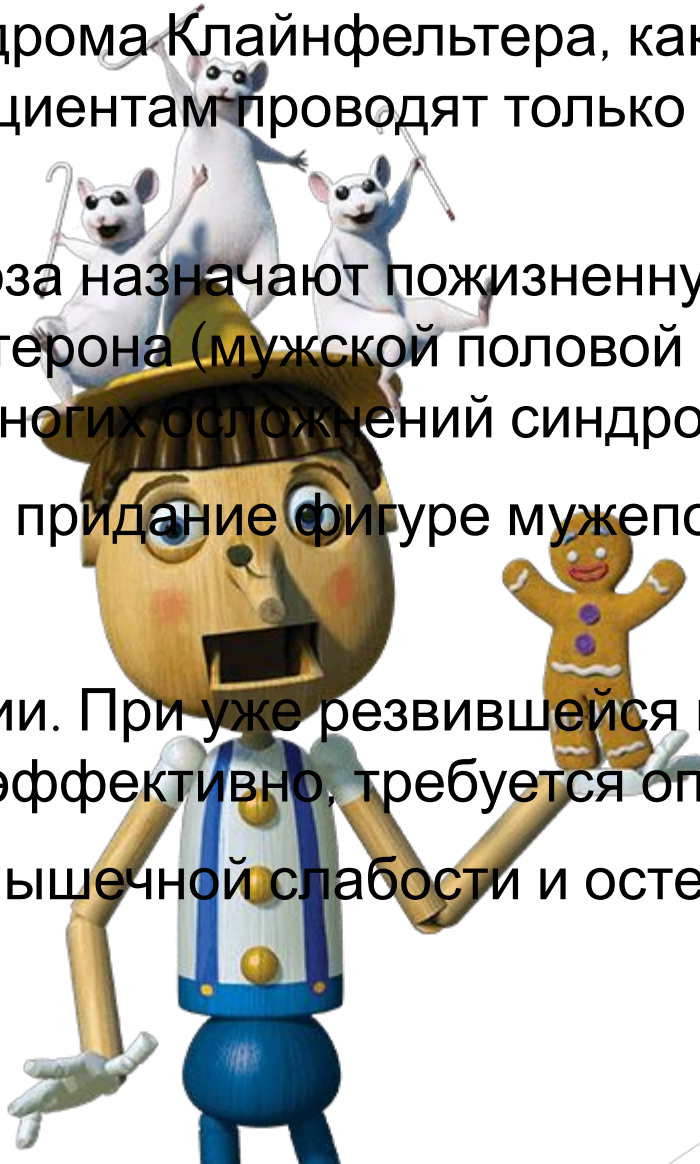 дрома Клайнфельтера, как
циентам проводят только
оза назначают пожизненну
терона (мужской половой
ногих осложнений синдро
придание фигуре мужепо
ии. При уже резвившейся
эффективно, требуется оп
ышечной слабости и осте